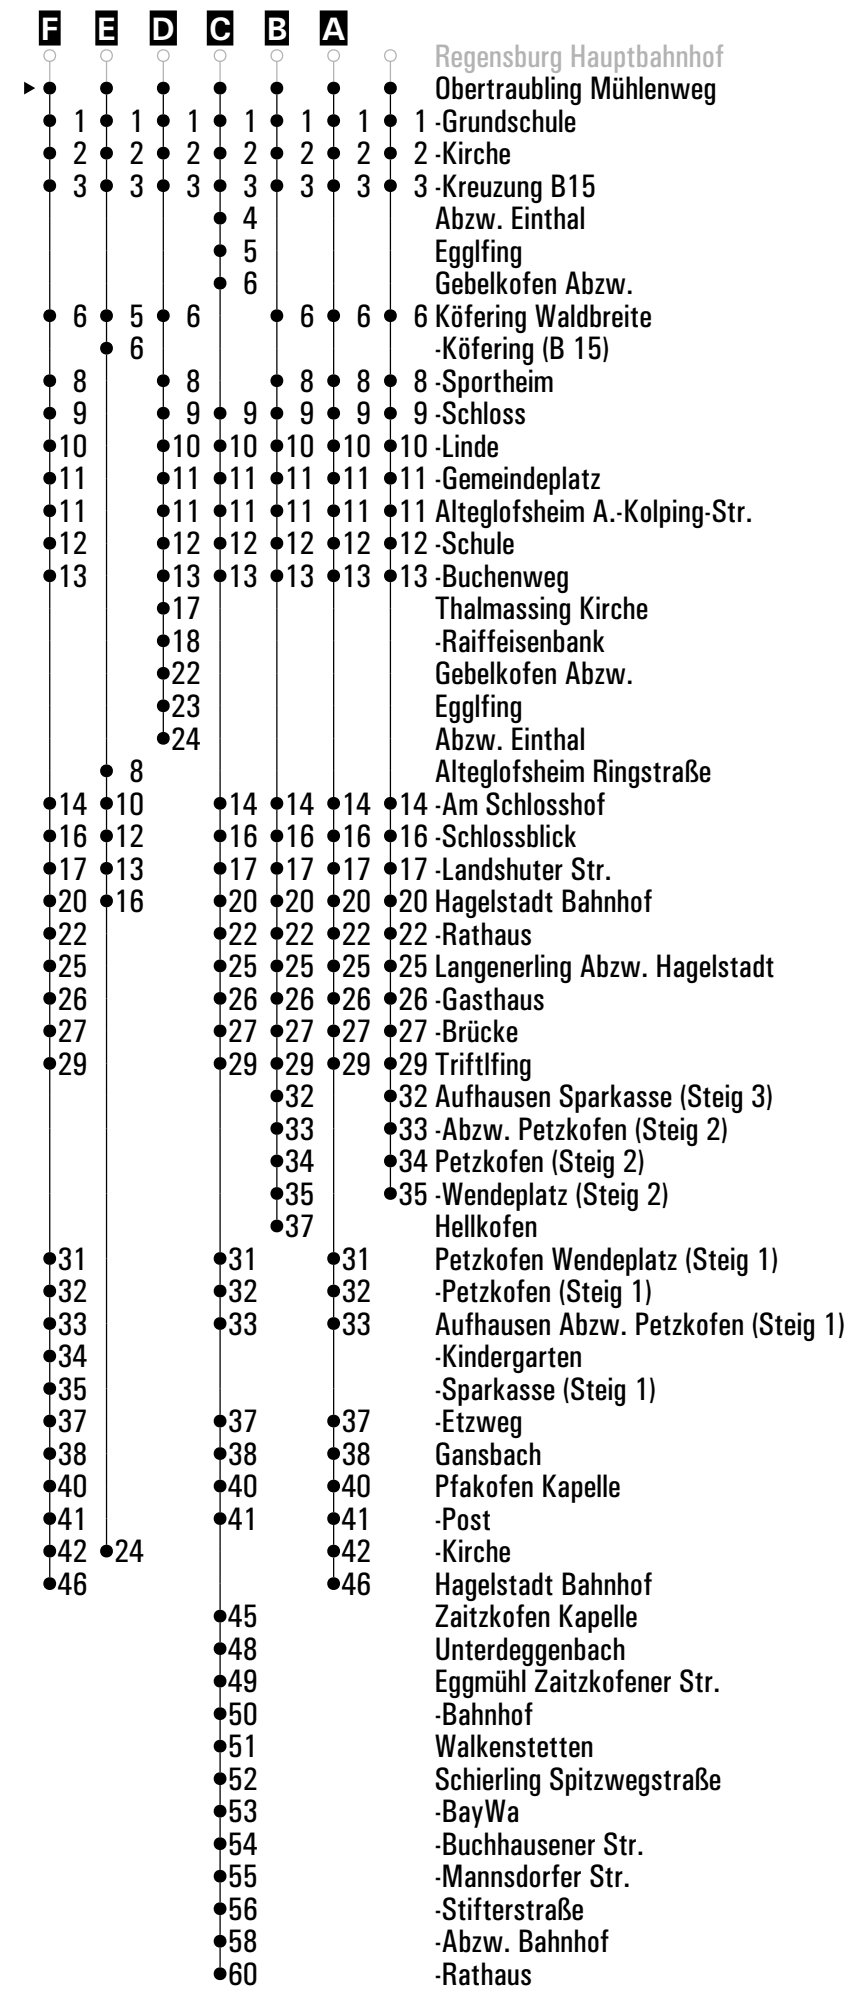 F E D C B A
Regensburg Hauptbahnhof
Obertraubling Mühlenweg
1 1 1 1 1 1 1 -Grundschule
2 2 2 2 2 2 2 -Kirche
3 3 3 3 3 3 3 -Kreuzung B15
4 Abzw. Einthal
5 Egglfing
6 Gebelkofen Abzw.
6 5 6 6 6 6 Köfering Waldbreite
6 -Köfering (B 15)
8 8 8 8 8 -Sportheim
9 9 9 9 9 9 -Schloss
10 10 10 10 10 10 -Linde
11 11 11 11 11 11 -Gemeindeplatz
11 11 11 11 11 11 Alteglofsheim A.-Kolping-Str.
12 12 12 12 12 12 -Schule
13 13 13 13 13 13 -Buchenweg
17 Thalmassing Kirche
18 -Raiffeisenbank
22 Gebelkofen Abzw.
23 Egglfing
24 Abzw. Einthal
8 Alteglofsheim Ringstraße
14 10 14 14 14 14 -Am Schlosshof
16 12 16 16 16 16 -Schlossblick
17 13 17 17 17 17 -Landshuter Str.
20 16 20 20 20 20 Hagelstadt Bahnhof
22 22 22 22 22 -Rathaus
25 25 25 25 25 Langenerling Abzw. Hagelstadt
26 26 26 26 26 -Gasthaus
27 27 27 27 27 -Brücke
29 29 29 29 29 Triftlfing
32 32 Aufhausen Sparkasse (Steig 3)
33 33 -Abzw. Petzkofen (Steig 2)
34 34 Petzkofen (Steig 2)
35 35 -Wendeplatz (Steig 2)
37 Hellkofen
31 31 31 Petzkofen Wendeplatz (Steig 1)
32 32 32 -Petzkofen (Steig 1)
33 33 33 Aufhausen Abzw. Petzkofen (Steig 1)
34 -Kindergarten
35 -Sparkasse (Steig 1)
37 37 37 -Etzweg
38 38 38 Gansbach
40 40 40 Pfakofen Kapelle
41 41 41 -Post
42 24 42 -Kirche
46 46 Hagelstadt Bahnhof
45 Zaitzkofen Kapelle
48 Unterdeggenbach
49 Eggmühl Zaitzkofener Str.
50 -Bahnhof
51 Walkenstetten
52 Schierling Spitzwegstraße
53 -BayWa
54 -Buchhausener Str.
55 -Mannsdorfer Str.
56 -Stifterstraße
58 -Abzw. Bahnhof
60 -Rathaus